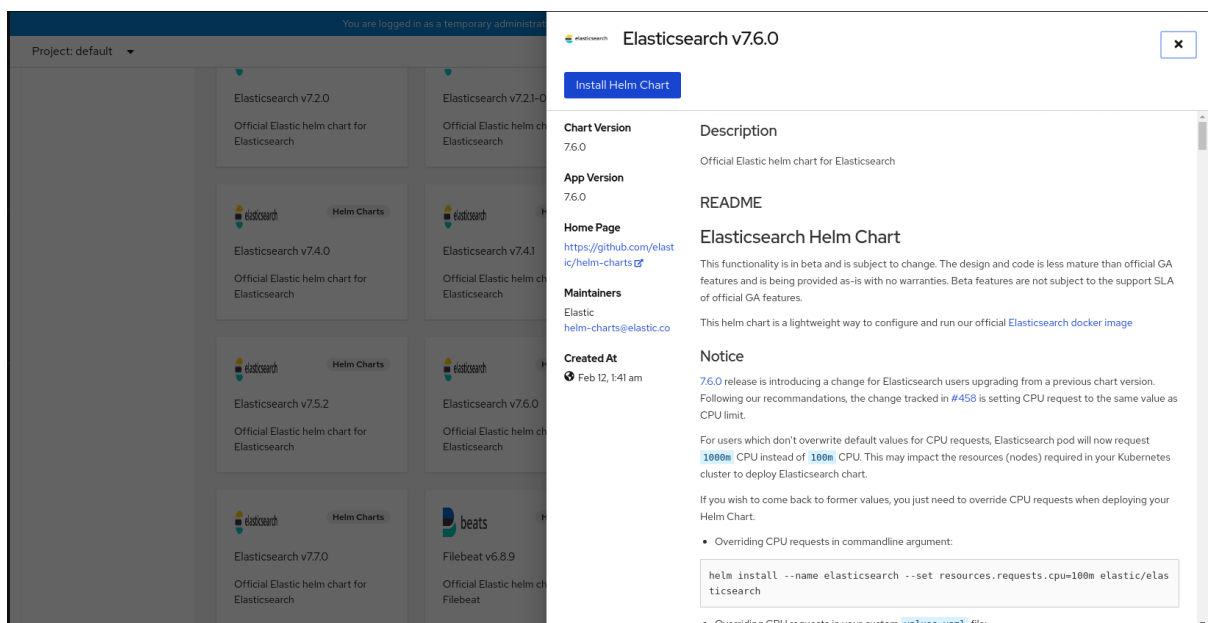 You are logged in as a temporary administrat
Project: default
Elasticsearch v7.2.0
Official Elastic helm chart for
Elasticsearch
Elasticsearch v7.2.1-0
Official Elastic helm ch
Elasticsearch
elasticsearch
Helm Charts
Elasticsearch v7.4.0
Official Elastic helm chart for
Elasticsearch
elasticsearch
H
Elasticsearch v7.4.1
Official Elastic helm ch
Elasticsearch
elasticsearch
Helm Charts
Elasticsearch v7.5.2
Official Elastic helm chart for
Elasticsearch
elasticsearch
H
Elasticsearch v7.6.0
Official Elastic helm ch
Elasticsearch
elasticsearch
Helm Charts
Elasticsearch v7.7.0
Official Elastic helm chart for
Elasticsearch
beats
H
Filebeat v6.8.9
Official Elastic helm ch
Filebeat
elasticsearch
Elasticsearch v7.6.0
Install Helm Chart
Chart Version
7.6.0
App Version
7.6.0
Home Page
https://github.com/elast
ic/helm-charts
Maintainers
Elastic
helm-charts@elastic.co
Created At
Feb 12, 1:41 am
Description
Official Elastic helm chart for Elasticsearch
README
Elasticsearch Helm Chart
This functionality is in beta and is subject to change. The design and code is less mature than official GA
features and is being provided as-is with no warranties. Beta features are not subject to the support SLA
of official GA features.
This helm chart is a lightweight way to configure and run our official Elasticsearch docker image
Notice
7.6.0 release is introducing a change for Elasticsearch users upgrading from a previous chart version.
Following our recommandations, the change tracked in #458 is setting CPU request to the same value as
CPU limit.
For users which don't overwrite default values for CPU requests, Elasticsearch pod will now request
1000m CPU instead of 100m CPU. This may impact the resources (nodes) required in your Kubernetes
cluster to deploy Elasticsearch chart.
If you wish to come back to former values, you just need to override CPU requests when deploying your
Helm Chart.
• Overriding CPU requests in commandline argument:
helm install --name elasticsearch --set resources.requests.cpu=100m elastic/elas
ticsearch
• Overriding CPU requests in your custom values.yaml file: